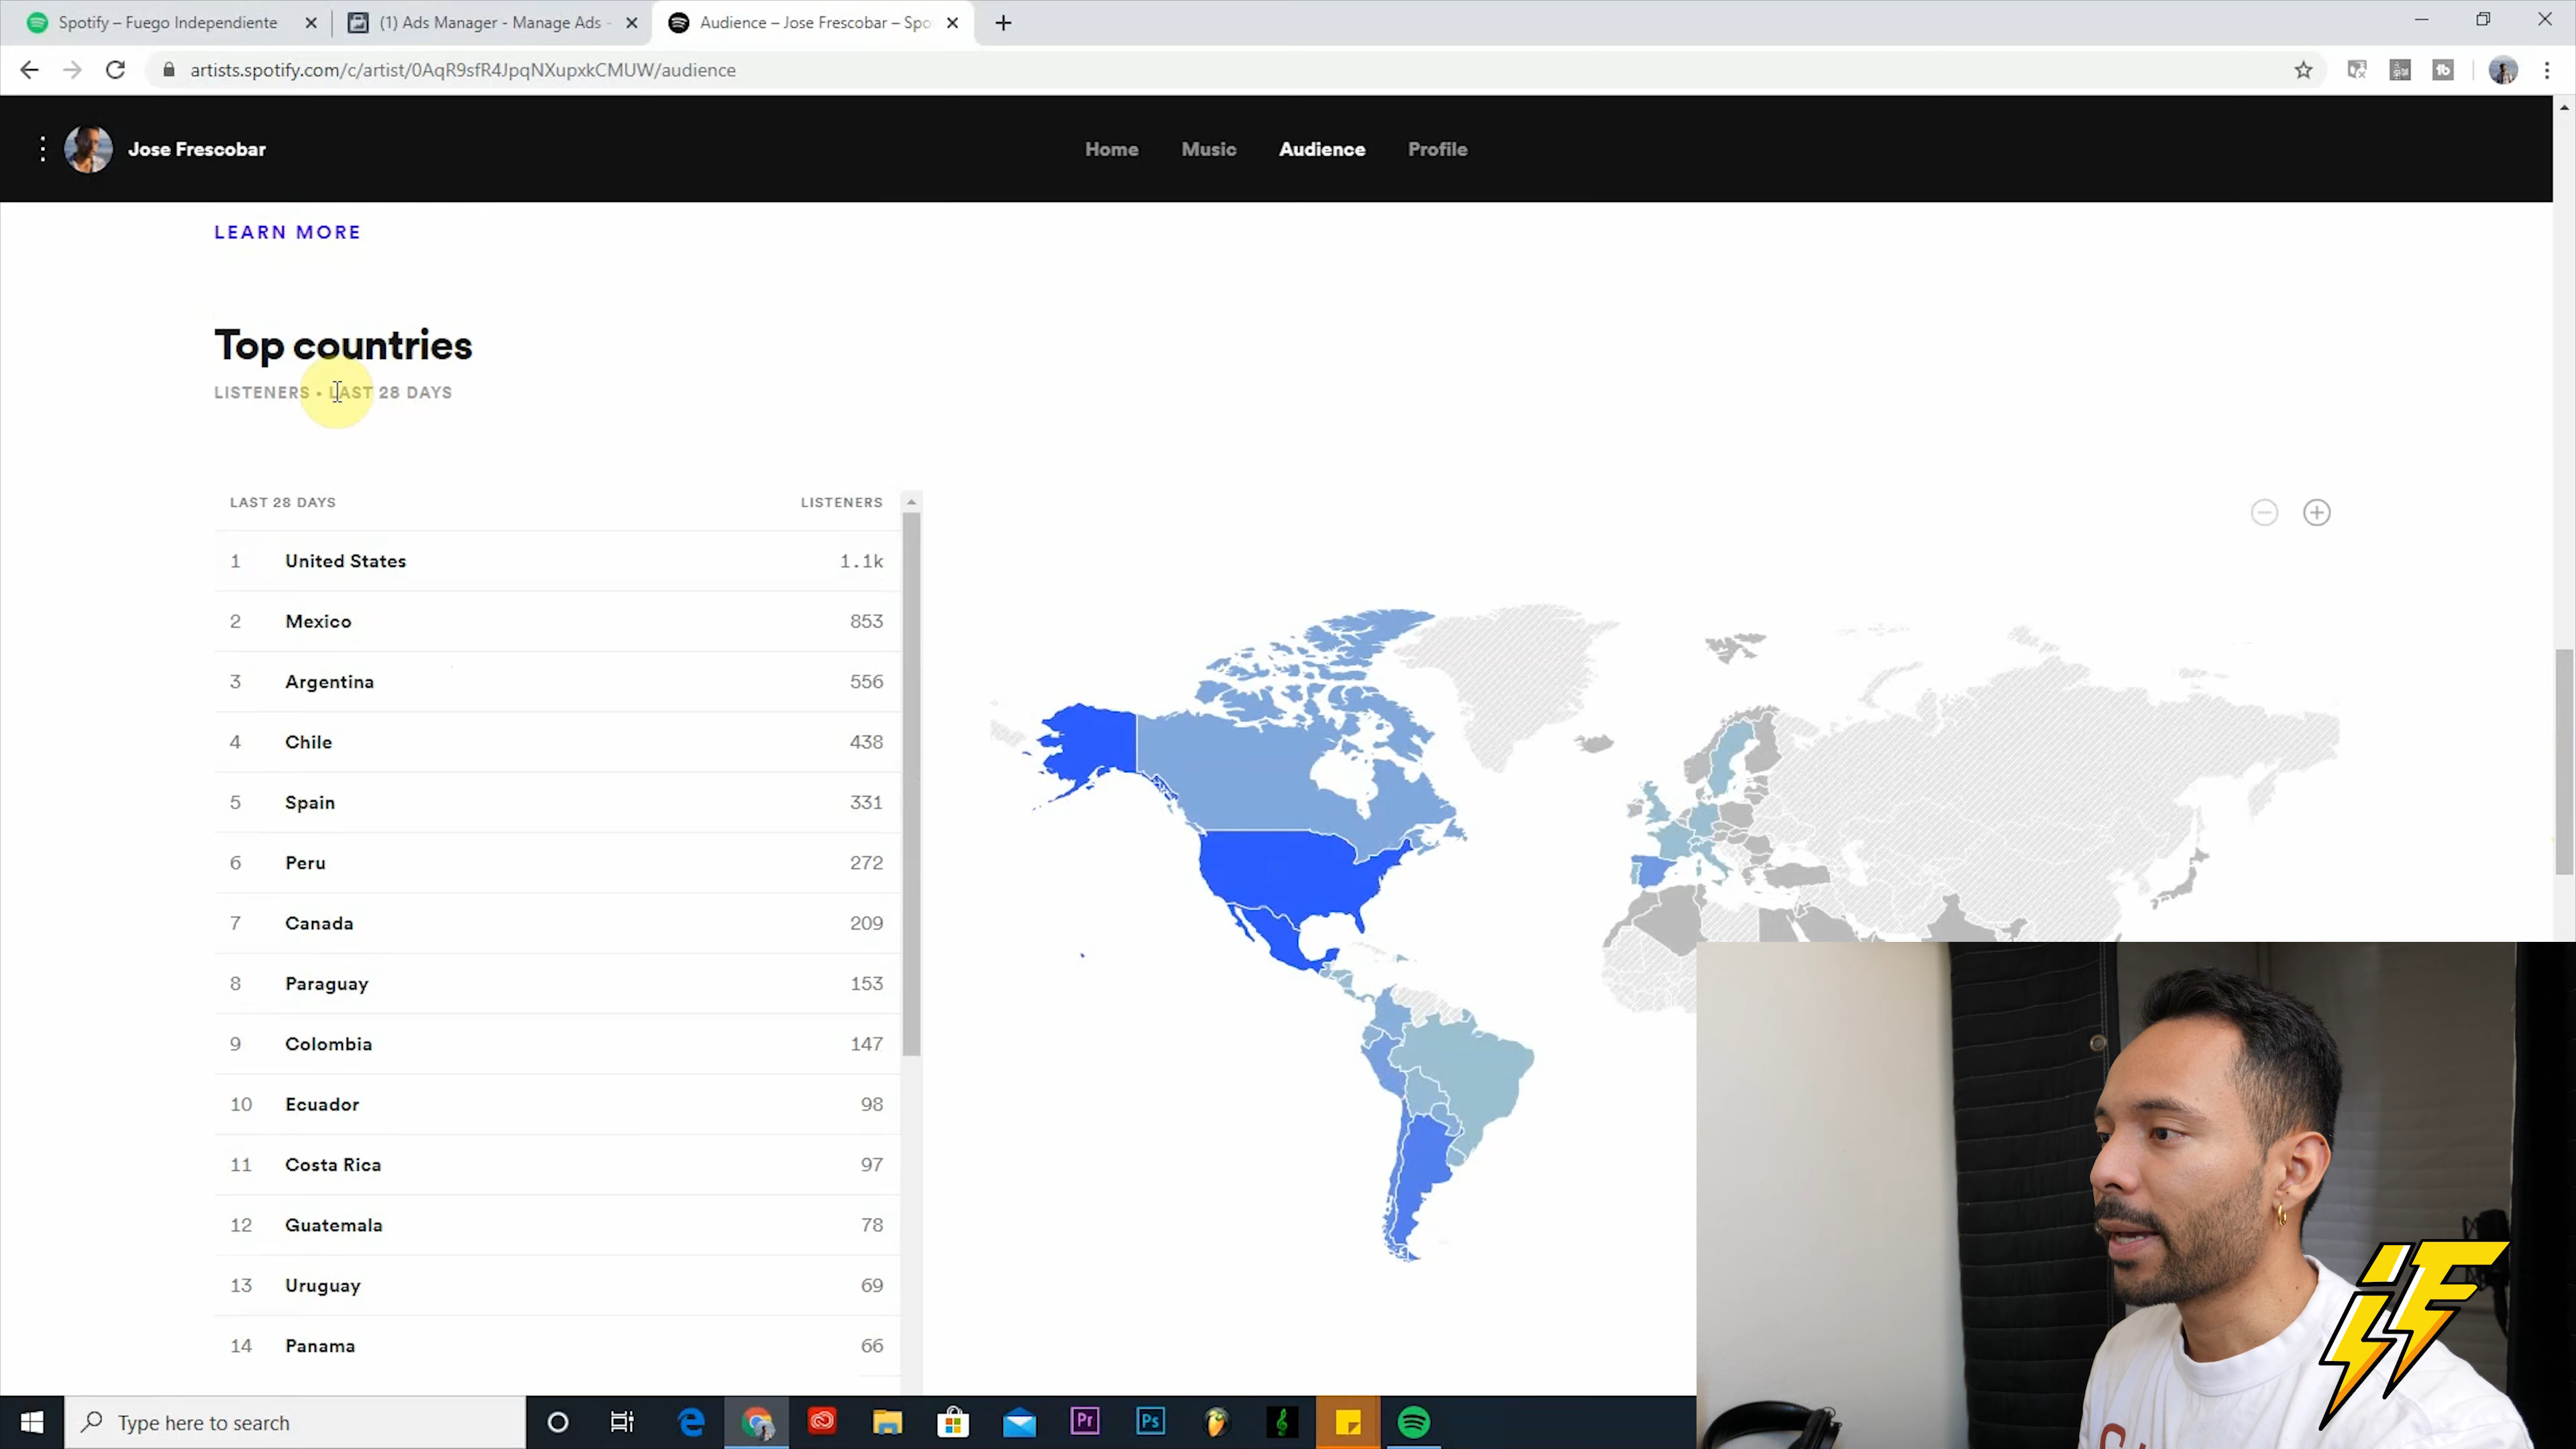 Spotify – Fuego Independiente
(1) Ads Manager - Manage Ads -
Audience – Jose Frescobar – Spo
artists.spotify.com/c/artist/0AqR9sfR4JpqNXupxkCMUW/audience
Jose Frescobar
Home Music Audience Profile
LEARN MORE
Top countries
LISTENERS • LAST 28 DAYS
LAST 28 DAYS LISTENERS
1 United States 1.1k
2 Mexico 853
3 Argentina 556
4 Chile 438
5 Spain 331
6 Peru 272
7 Canada 209
8 Paraguay 153
9 Colombia 147
10 Ecuador 98
11 Costa Rica 97
12 Guatemala 78
13 Uruguay 69
14 Panama 66
Type here to search
Pr
Ps
iF